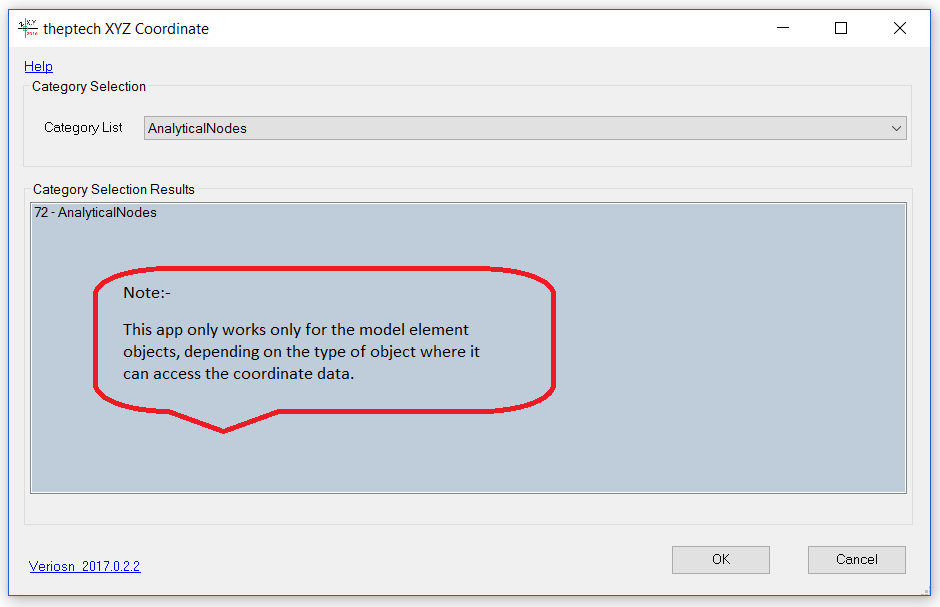 theptech XYZ Coordinate
Help
Category Selection
Category List
AnalyticalNodes
Category Selection Results
72 - AnalyticalNodes
Note:-
This app only works only for the model element
objects, depending on the type of object where it
can access the coordinate data.
Veriosn 2017.0.2.2
OK
Cancel